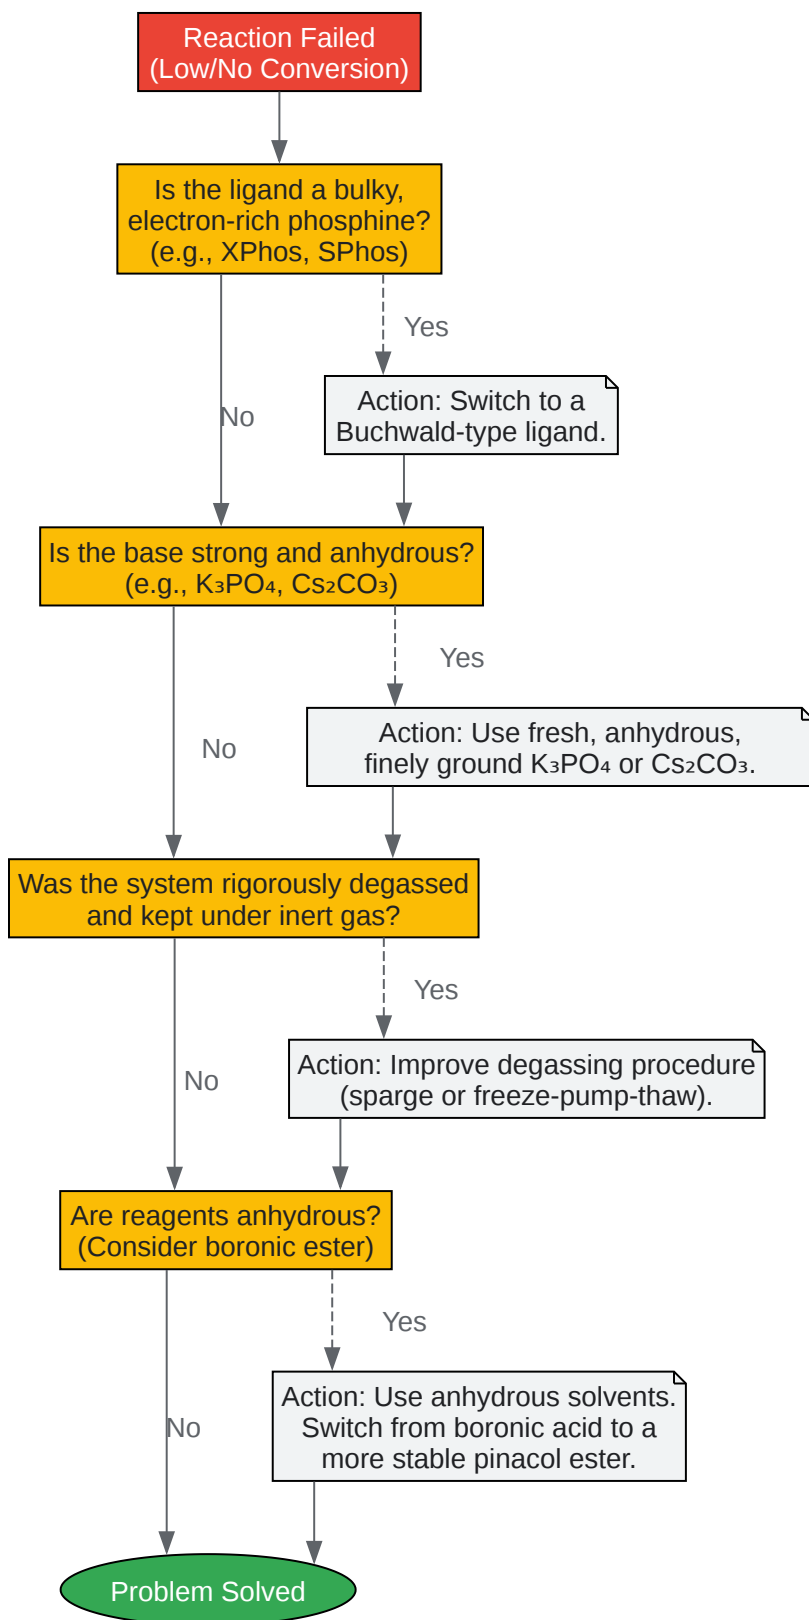 Reaction Failed
(Low/No Conversion)
Is the ligand a bulky,
electron-rich phosphine?
(e.g., XPhos, SPhos)
Yes
Action: Switch to a
Buchwald-type ligand.
No
Is the base strong and anhydrous?
(e.g., K₃PO₄, Cs₂CO₃)
Yes
Action: Use fresh, anhydrous,
finely ground K₃PO₄ or Cs₂CO₃.
No
Was the system rigorously degassed
and kept under inert gas?
Yes
Action: Improve degassing procedure
(sparge or freeze-pump-thaw).
No
Are reagents anhydrous?
(Consider boronic ester)
Yes
Action: Use anhydrous solvents.
Switch from boronic acid to a
more stable pinacol ester.
No
Problem Solved